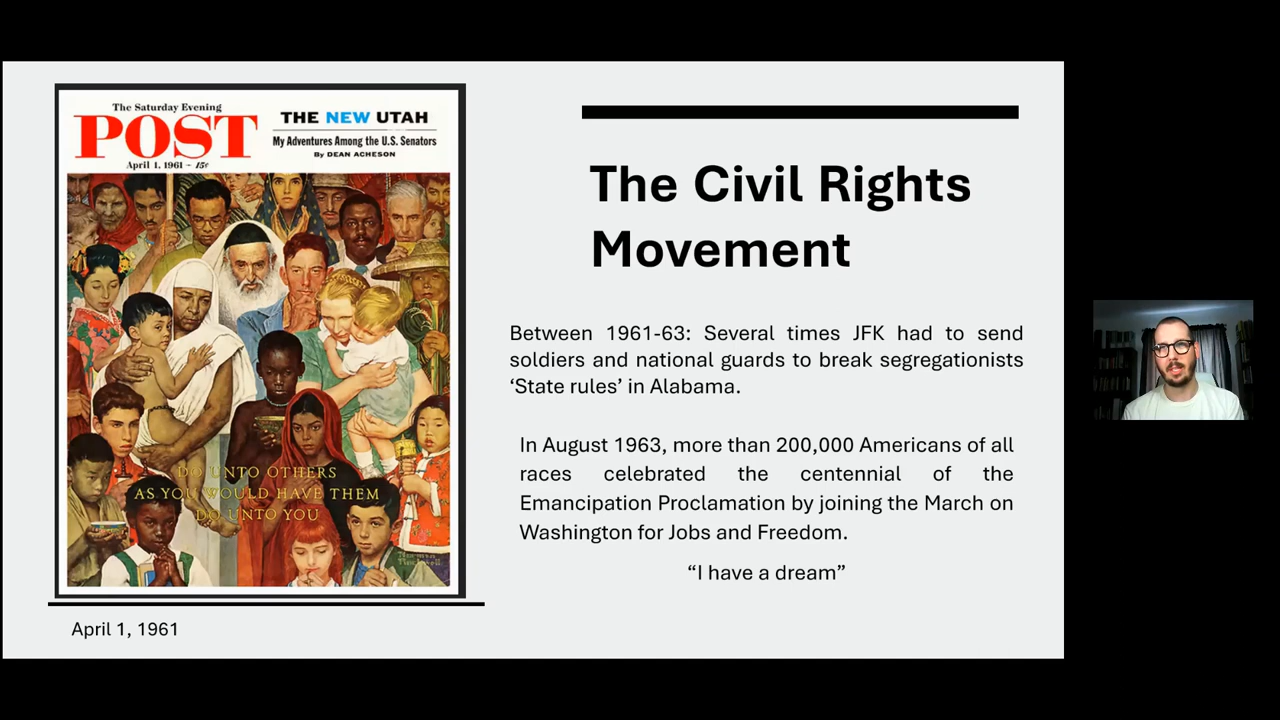 The Saturday Evening
POST
April 1, 1961 – 15¢
THE NEW UTAH
My Adventures Among the U.S. Senators
By DEAN ACHESON
DO UNTO OTHERS
AS YOU WOULD HAVE THEM
DO UNTO YOU
Norman
Rockwell
April 1, 1961
The Civil Rights
Movement
Between 1961-63: Several times JFK had to send
soldiers and national guards to break segregationists
‘State rules’ in Alabama.
In August 1963, more than 200,000 Americans of all
races celebrated the centennial of the
Emancipation Proclamation by joining the March on
Washington for Jobs and Freedom.
“I have a dream”